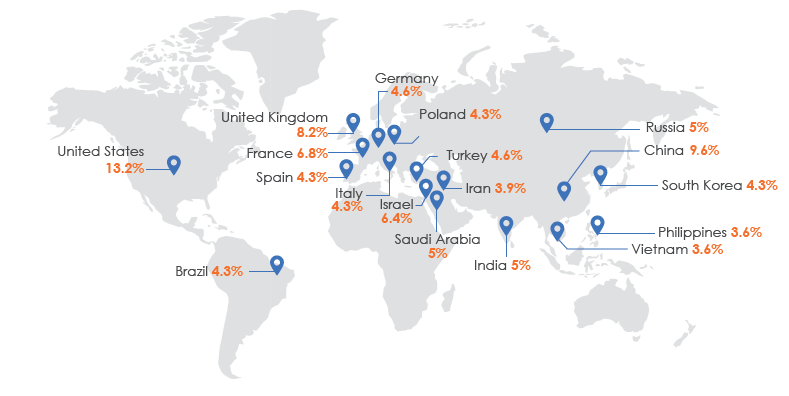 Germany
4.6%
United Kingdom
8.2%
Poland 4.3%
Russia 5%
United States
13.2%
France 6.8%
Turkey 4.6%
China 9.6%
Spain 4.3%
Iran 3.9%
South Korea 4.3%
Italy
4.3%
Israel
6.4%
Saudi Arabia
5%
Philippines 3.6%
Vietnam 3.6%
India 5%
Brazil 4.3%